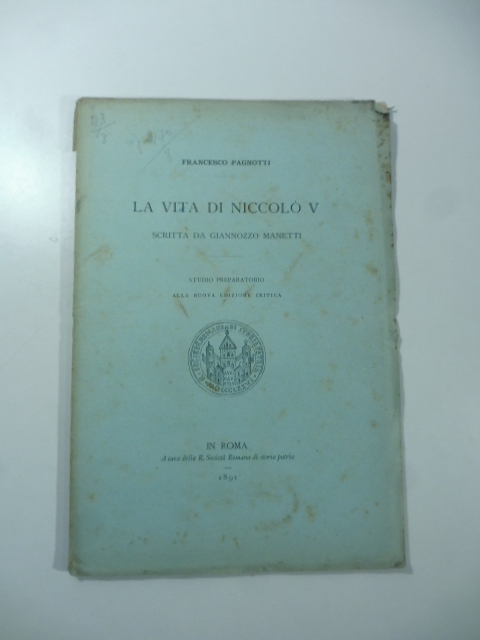 FRANCESCO PAGNOTTI
LA VITA DI NICCOLÒ V
SCRITTA DA GIANNOZZO MANETTI
STUDIO PREPARATORIO
ALLA NUOVA EDIZIONE CRITICA
IN ROMA
A cura della R. Società Romana di storia patria
1891